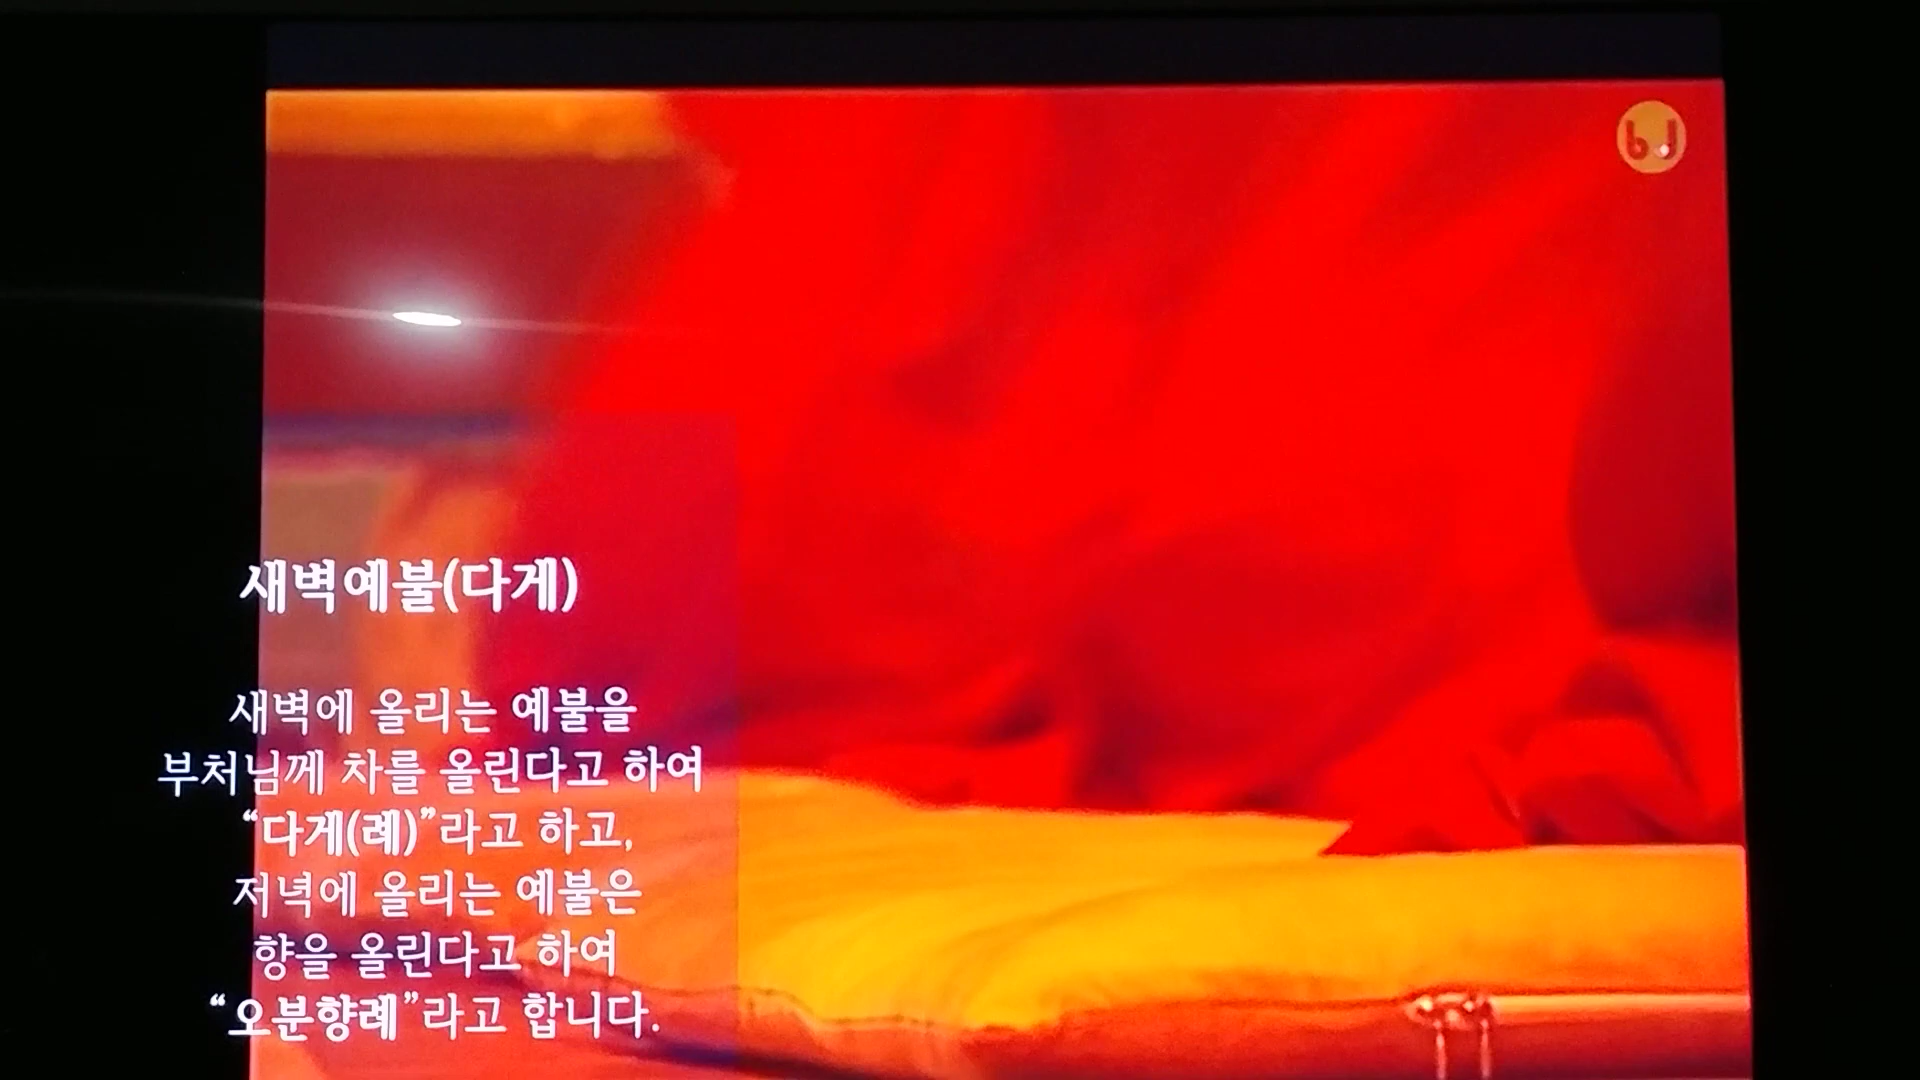 새벽예불(다게)
새벽에 올리는 예불을
부처님께 차를 올린다고 하여
“다게(례)”라고 하고,
저녁에 올리는 예불은
향을 올린다고 하여
“오분향례”라고 합니다.